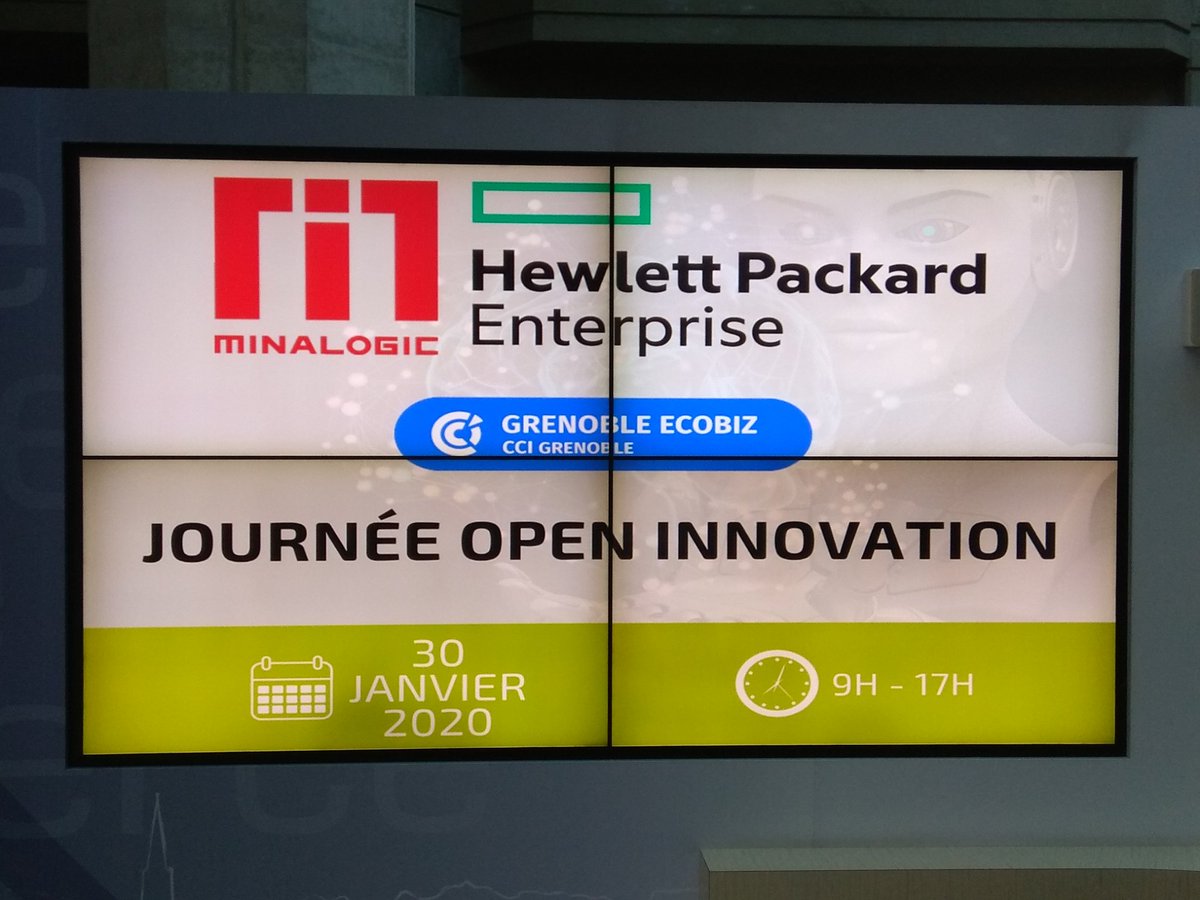 MINALOGIC
Hewlett Packard
Enterprise
GRENOBLE ECOBIZ
CCI GRENOBLE
JOURNÉE OPEN INNOVATION
30
JANVIER
2020
9H - 17H